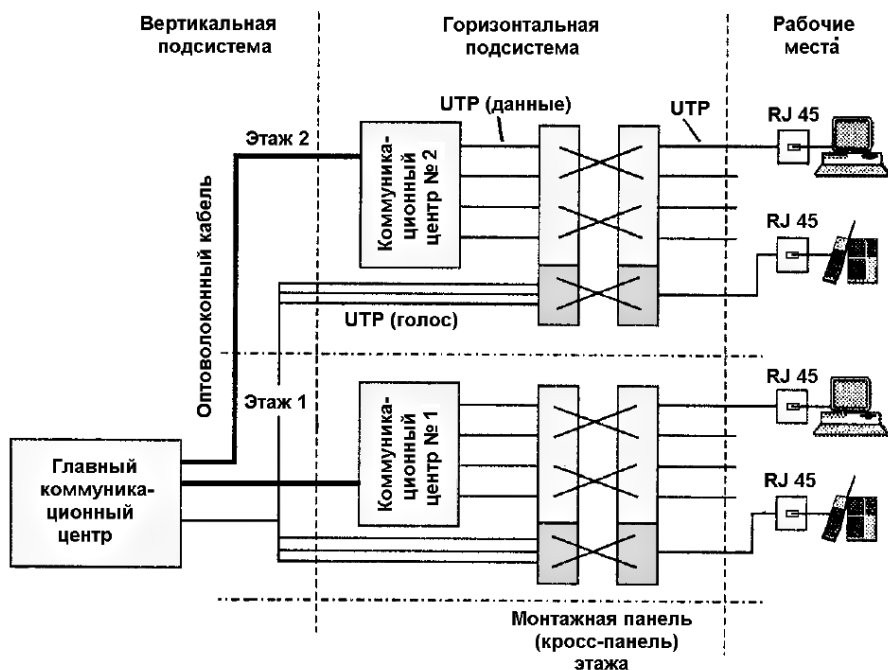 Вертикальная
подсистема
Горизонтальная
подсистема
Рабочие
места
UTP (данные)
UTP
RJ 45
Этаж 2
Коммуника-
ционный
центр № 2
RJ 45
Оптоволоконный кабель
UTP (голос)
RJ 45
Этаж 1
Коммуника-
ционный
центр № 1
Главный
коммуника-
ционный
центр
RJ 45
Монтажная панель
(кросс-панель)
этажа